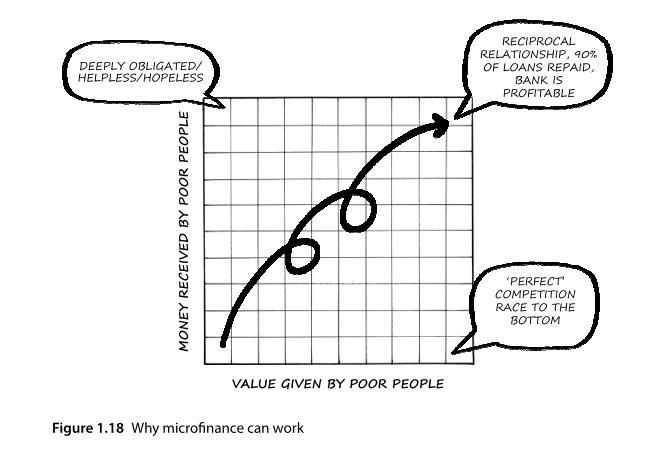 DEEPLY OBLIGATED/
HELPLESS/HOPELESS
RECIPROCAL
RELATIONSHIP, 90%
OF LOANS REPAID,
BANK IS
PROFITABLE
MONEY RECEIVED BY POOR PEOPLE
'PERFECT'
COMPETITION
RACE TO THE
BOTTOM
VALUE GIVEN BY POOR PEOPLE
Figure 1.18 Why microfinance can work